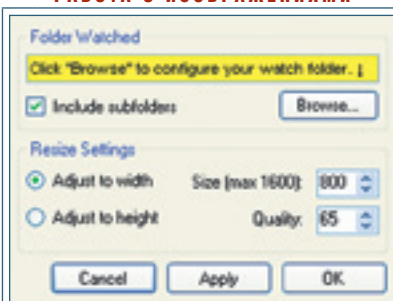 Folder Watched
Click "Browse" to configure your watch folder.
Include subfolders
Browse...
Resize Settings
Adjust to width Size (max 1600): 800
Adjust to height Quality: 65
Cancel Apply OK